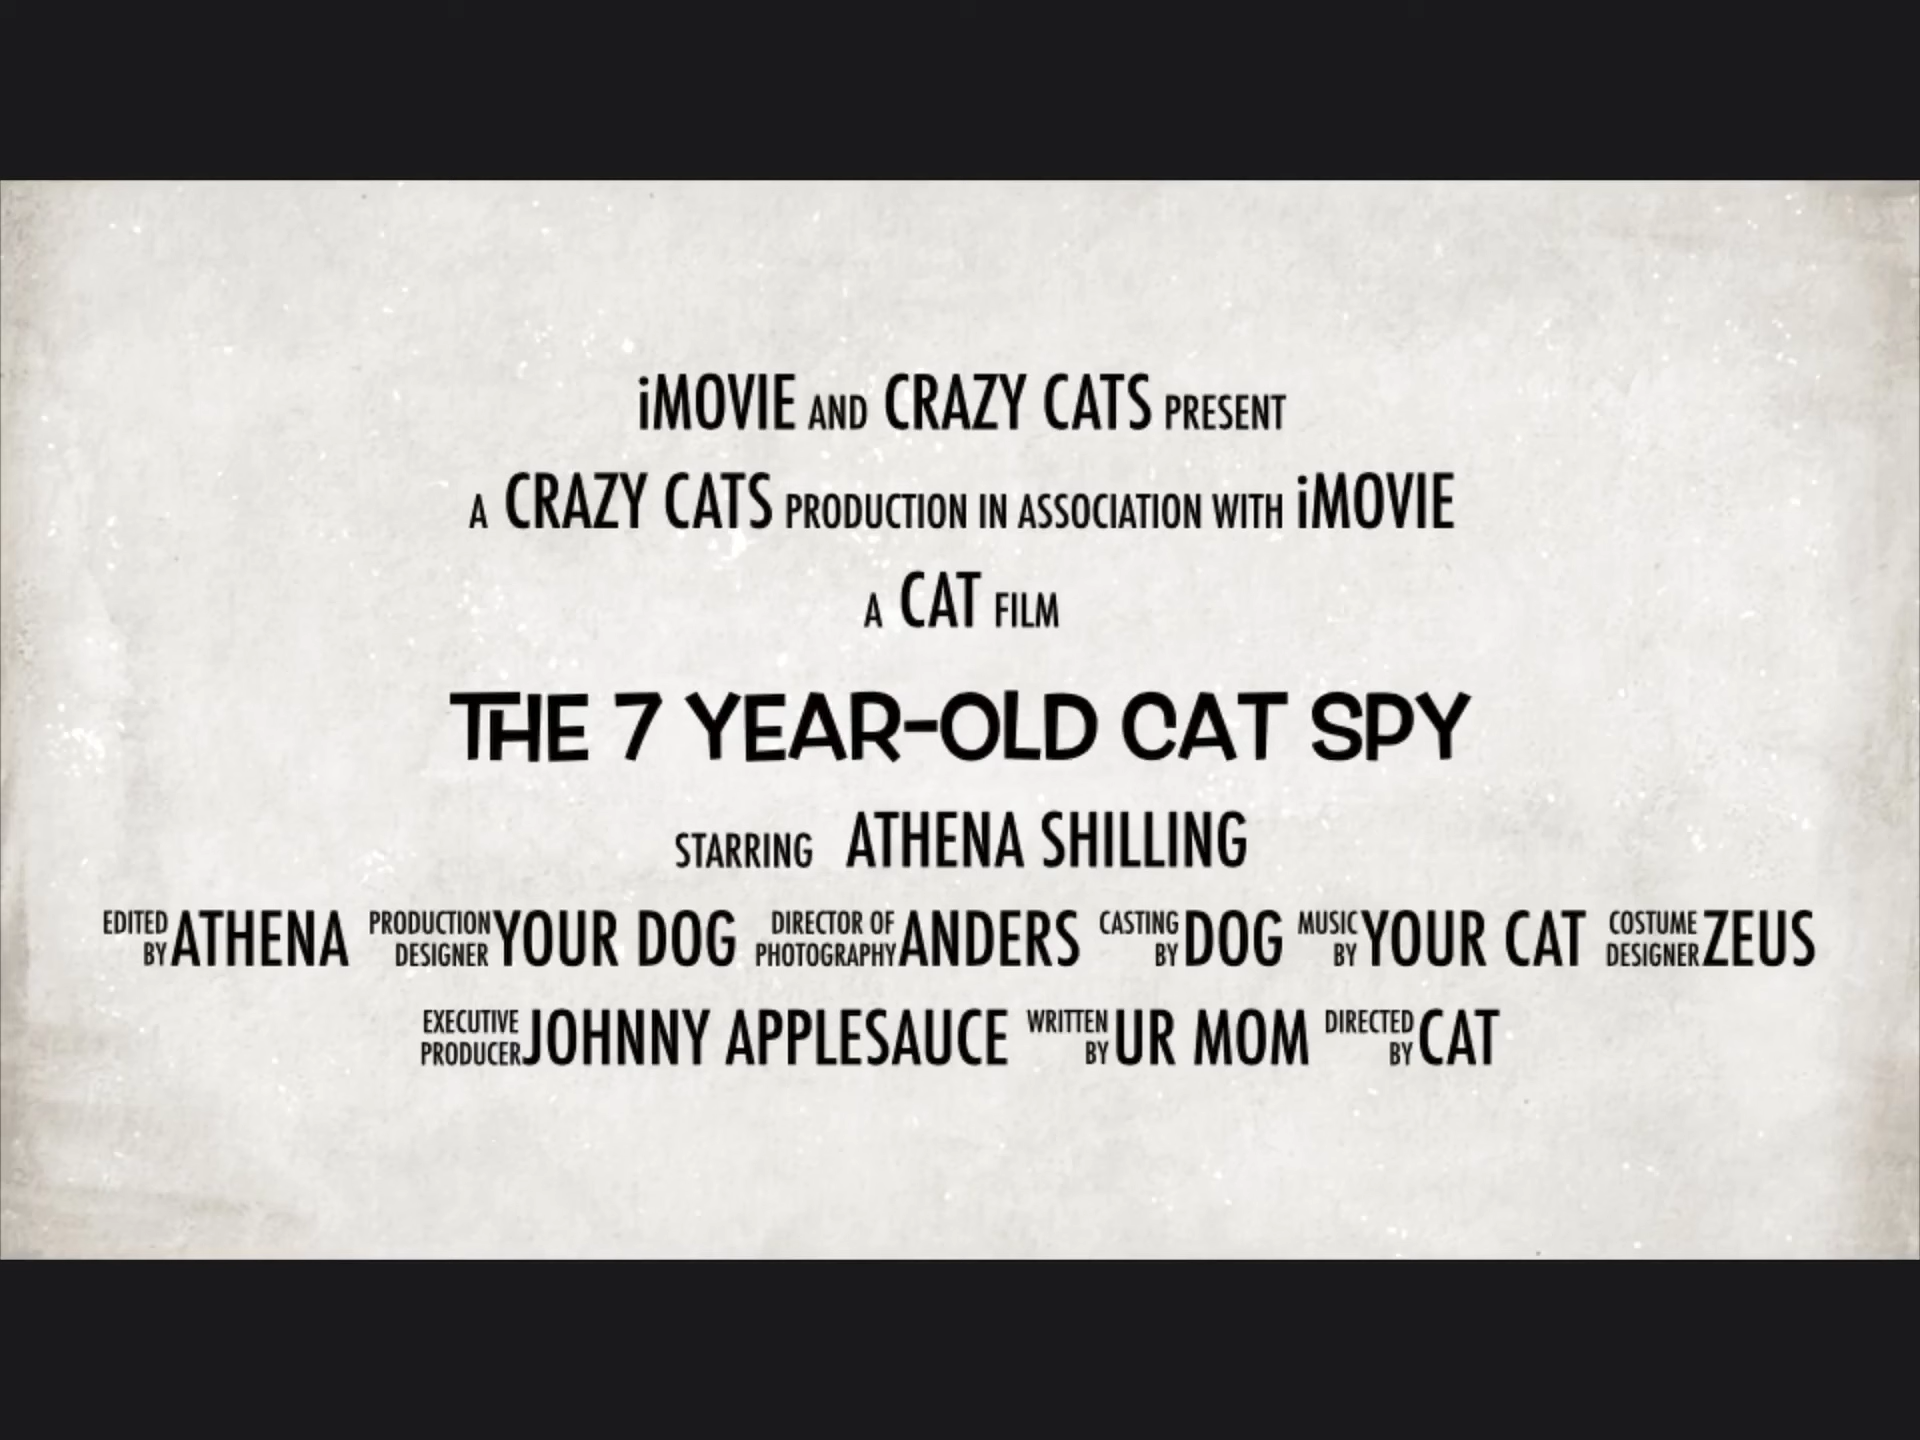 iMOVIE AND CRAZY CATS PRESENT
A CRAZY CATS PRODUCTION IN ASSOCIATION WITH iMOVIE
A CAT FILM
THE 7 YEAR-OLD CAT SPY
STARRING ATHENA SHILLING
EDITED BY ATHENA PRODUCTION DESIGNER YOUR DOG DIRECTOR OF PHOTOGRAPHY ANDERS CASTING BY DOG MUSIC BY YOUR CAT COSTUME DESIGNER ZEUS
EXECUTIVE PRODUCER JOHNNY APPLESAUCE WRITTEN BY UR MOM DIRECTED BY CAT